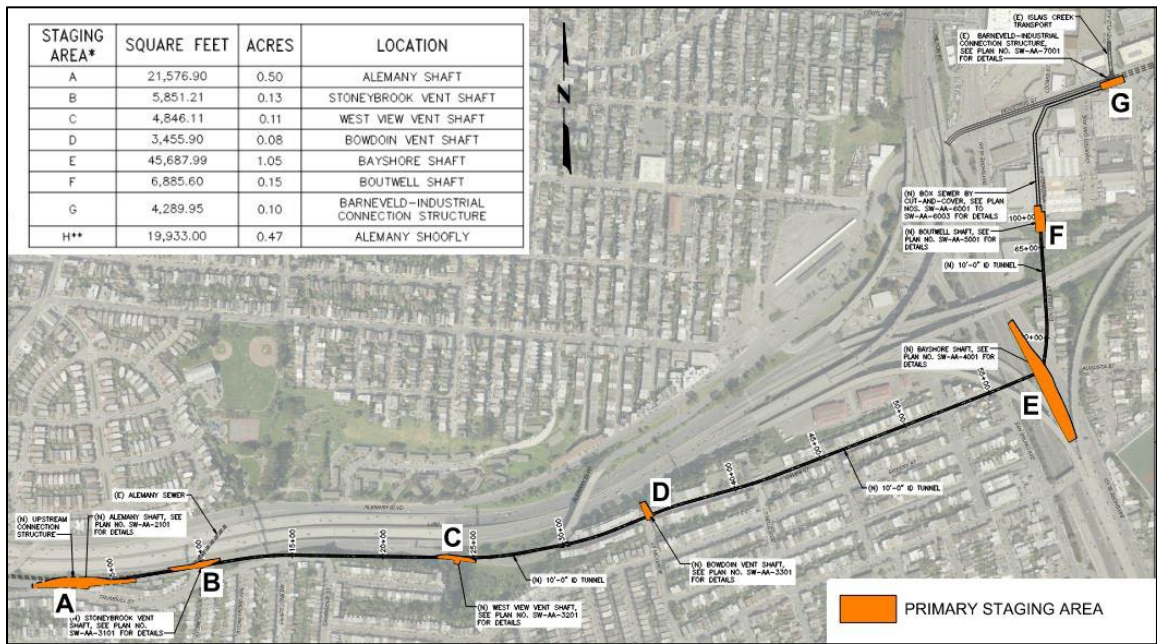 STAGING AREA* SQUARE FEET ACRES LOCATION
A 21,576.90 0.50 ALEMANY SHAFT
B 5,851.21 0.13 STONEYBROOK VENT SHAFT
C 4,846.11 0.11 WEST VIEW VENT SHAFT
D 3,455.90 0.08 BOWDOIN VENT SHAFT
E 45,687.99 1.05 BAYSHORE SHAFT
F 6,885.60 0.15 BOUTWELL SHAFT
G 4,289.95 0.10 BARNEVELD-INDUSTRIAL CONNECTION STRUCTURE
H** 19,933.00 0.47 ALEMANY SHOOFLY
N
(E) ISLAIS CREEK
TRANSPORT
(E) BARNEVELD-INDUSTRIAL
CONNECTION STRUCTURE,
SEE PLAN NO. SW-AA-7001
FOR DETAILS
G
(N) BOX SEWER BY
CUT-AND-COVER, SEE PLAN
NOS. SW-AA-6001 TO
SW-AA-6003 FOR DETAILS
100+00
(N) BOUTWELL SHAFT, SEE
PLAN NO. SW-AA-5001 FOR
DETAILS
F
65+00
(N) 10'-0" ID TUNNEL
(N) BAYSHORE SHAFT, SEE
PLAN NO. SW-AA-4001 FOR
DETAILS
E
55+00
50+00
45+00
40+00
(N) 10'-0" ID TUNNEL
D
(N) BOWDOIN VENT SHAFT,
SEE PLAN NO. SW-AA-3301
FOR DETAILS
ALEMANY BLVD
(E) ALEMANY SEWER
(N) UPSTREAM
CONNECTION
STRUCTURE
(N) ALEMANY SHAFT, SEE
PLAN NO. SW-AA-2101
FOR DETAILS
15+00
20+00
C
25+00
30+00
(N) 10'-0" ID TUNNEL
(N) WEST VIEW VENT SHAFT,
SEE PLAN NO. SW-AA-3201
FOR DETAILS
A
B
STONEYBROOK VENT
SHAFT, SEE PLAN NO.
SW-AA-3101 FOR DETAILS
PRIMARY STAGING AREA